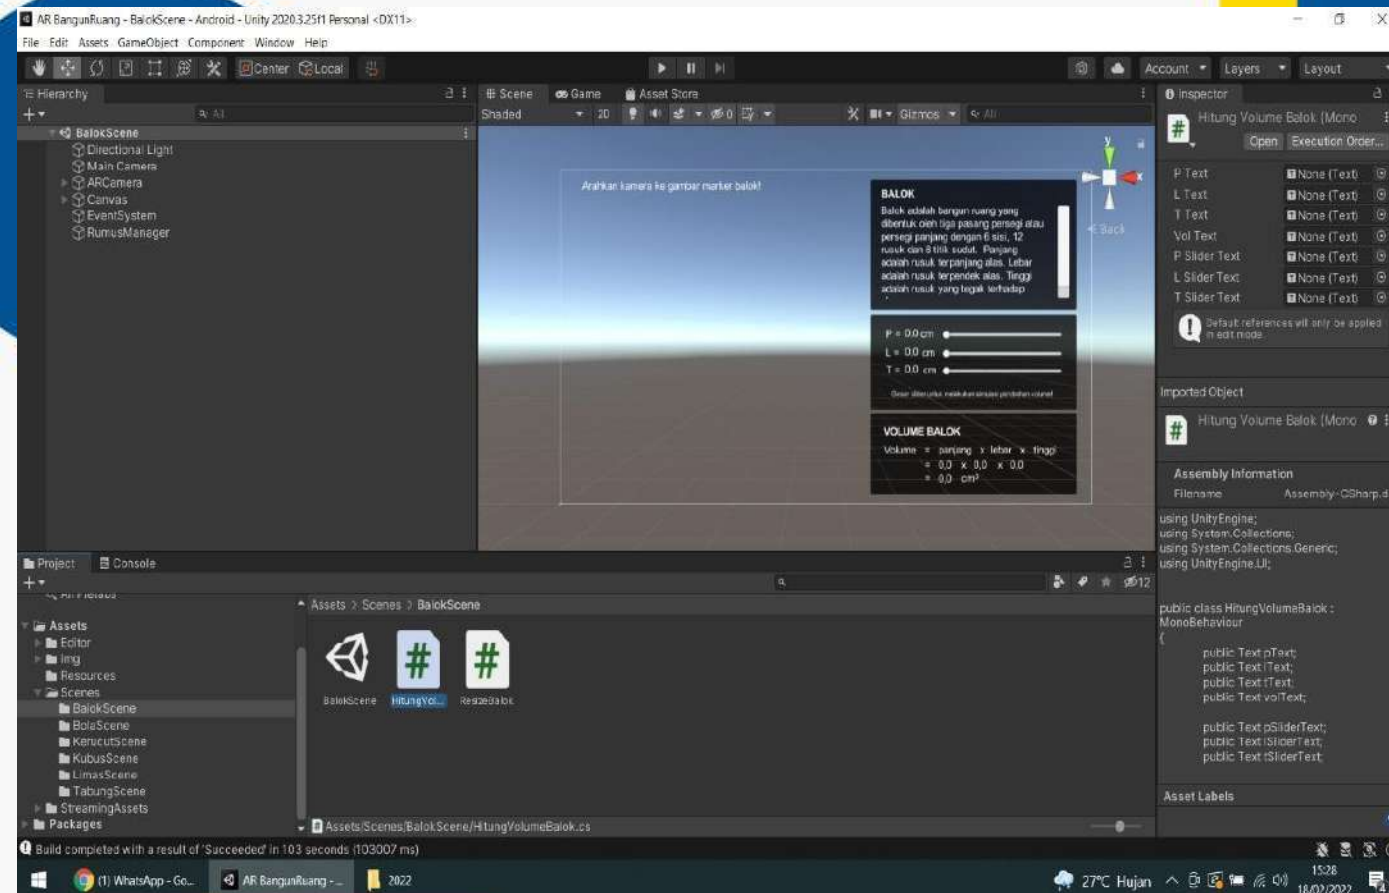 AR BangunRuang - BalokScene - Android - Unity 2020.3.25f1 Personal <DX11>
File Edit Assets GameObject Component Window Help
Center Local Account Layers Layout
Hierarchy
All
BalokScene
Directional Light
Main Camera
ARCamera
Canvas
EventSystem
RumusManager
Scene Game Asset Store
Shaded 2D 0 Gizmos All
y
x
Back
Arahkan kamera ke gambar marker balok!
BALOK
Balok adalah bangun ruang yang
dibentuk oleh tiga pasang persegi atau
persegi panjang dengan 6 sisi, 12
rusuk dan 8 titik sudut. Panjang
adalah rusuk terpanjang alas. Lebar
adalah rusuk terpendek alas. Tinggi
adalah rusuk yang tegak terhadap
P = 0.0 cm
L = 0.0 cm
T = 0.0 cm
Geser slider untuk melakukan simulasi perubahan volume!
VOLUME BALOK
Volume = panjang x lebar x tinggi
= 0,0 x 0,0 x 0,0
= 0,0 cm³
Inspector
Hitung Volume Balok (Mono
Open Execution Order...
P Text None (Text)
L Text None (Text)
T Text None (Text)
Vol Text None (Text)
P Slider Text None (Text)
L Slider Text None (Text)
T Slider Text None (Text)
Default references will only be applied
in edit mode.
Imported Object
Hitung Volume Balok (Mono
Assembly Information
Filename Assembly-CSharp.d
using UnityEngine;
using System.Collections;
using System.Collections.Generic;
using UnityEngine.UI;
public class HitungVolumeBalok :
MonoBehaviour
{
public Text pText;
public Text lText;
public Text tText;
public Text volText;
public Text pSliderText;
public Text lSliderText;
public Text tSliderText;
Asset Labels
Project Console
12
All Prefabs
Assets
Editor
Img
Resources
Scenes
BalokScene
BolaScene
KerucutScene
KubusScene
LimasScene
TabungScene
StreamingAssets
Packages
Assets > Scenes > BalokScene
BalokScene HitungVol... ResizeBalok
Assets/Scenes/BalokScene/HitungVolumeBalok.cs
Build completed with a result of 'Succeeded' in 103 seconds (103007 ms)
(1) WhatsApp - Go... AR BangunRuang - ... 2022
27°C Hujan 15:28
18/02/2022